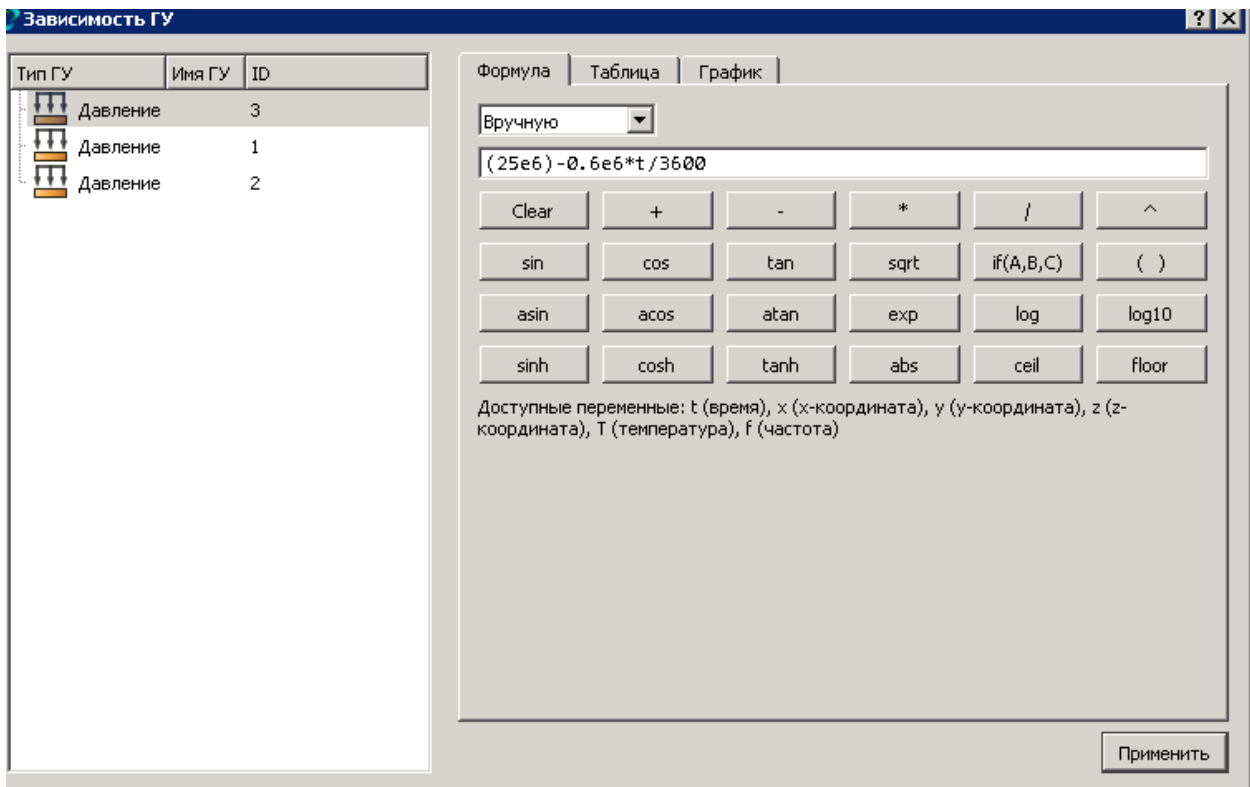 Зависимость ГУ
Тип ГУ Имя ГУ ID
Давление 3
Давление 1
Давление 2
Формула Таблица График
Вручную
(25e6)-0.6e6*t/3600
Clear + - * / ^
sin cos tan sqrt if(A,B,C) ( )
asin acos atan exp log log10
sinh cosh tanh abs ceil floor
Доступные переменные: t (время), x (x-координата), y (y-координата), z (z-
координата), T (температура), f (частота)
Применить